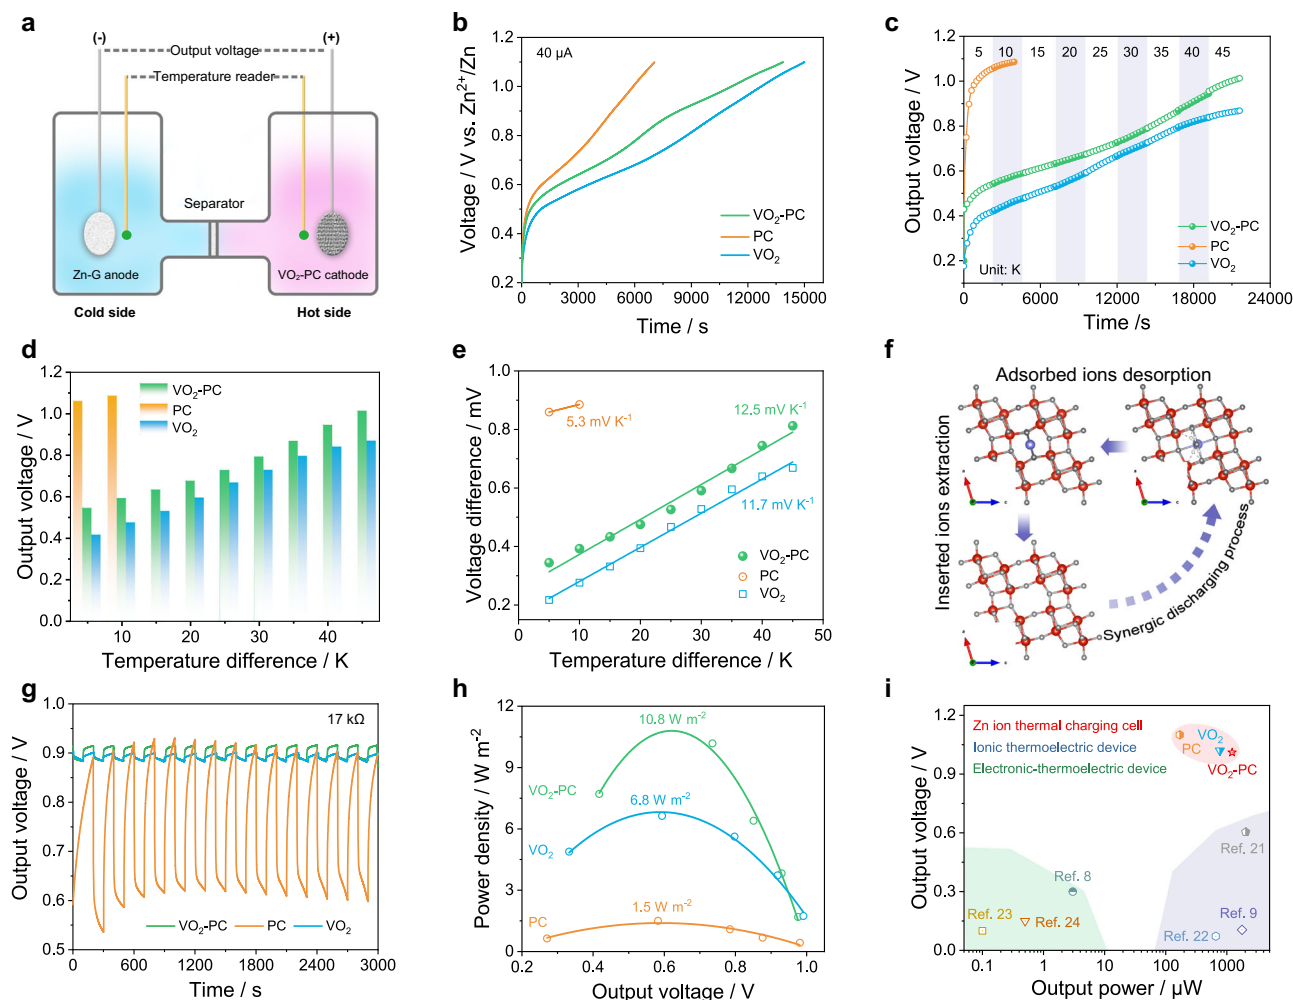 a
(-)
(+)
Output voltage
Temperature reader
Separator
Zn-G anode
VO₂-PC cathode
Cold side
Hot side
b
40 μA
Voltage / V vs. Zn²⁺/Zn
1.2
1.0
0.8
0.6
0.4
0.2
VO₂-PC
PC
VO₂
0 3000 6000 9000 12000 15000
Time / s
c
Output voltage / V
1.2
1.0
0.8
0.6
0.4
0.2
5 10 15 20 25 30 35 40 45
VO₂-PC
PC
VO₂
Unit: K
0 6000 12000 18000 24000
Time /s
d
Output voltage / V
1.2
1.0
0.8
0.6
0.4
0.2
0.0
VO₂-PC
PC
VO₂
10 20 30 40
Temperature difference / K
e
Voltage difference / mV
1.0
0.8
0.6
0.4
0.2
5.3 mV K⁻¹
12.5 mV K⁻¹
11.7 mV K⁻¹
VO₂-PC
PC
VO₂
0 10 20 30 40 50
Temperature difference / K
f
Adsorbed ions desorption
Inserted ions extraction
Synergic discharging process
g
17 kΩ
Output voltage / V
1.0
0.9
0.8
0.7
0.6
0.5
VO₂-PC PC VO₂
0 600 1200 1800 2400 3000
Time / s
h
Power density / W m⁻²
12
9
6
3
0
10.8 W m⁻²
VO₂-PC
6.8 W m⁻²
VO₂
1.5 W m⁻²
PC
0.2 0.4 0.6 0.8 1.0
Output voltage / V
i
Output voltage / V
1.2
0.9
0.6
0.3
0.0
Zn ion thermal charging cell
Ionic thermoelectric device
Electronic-thermoelectric device
VO₂
PC
VO₂-PC
Ref. 21
Ref. 8
Ref. 23
Ref. 24
Ref. 9
Ref. 22
0.1 1 10 100 1000
Output power / μW